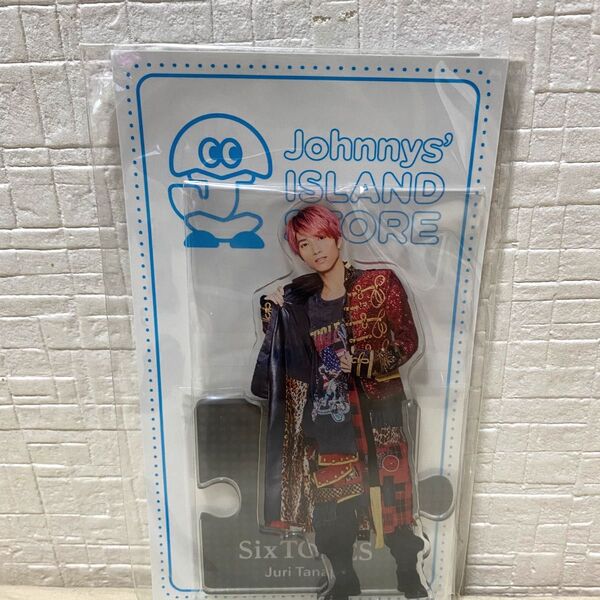 Johnnys'
ISLAND
STORE
SixTONES
Juri Tanaka